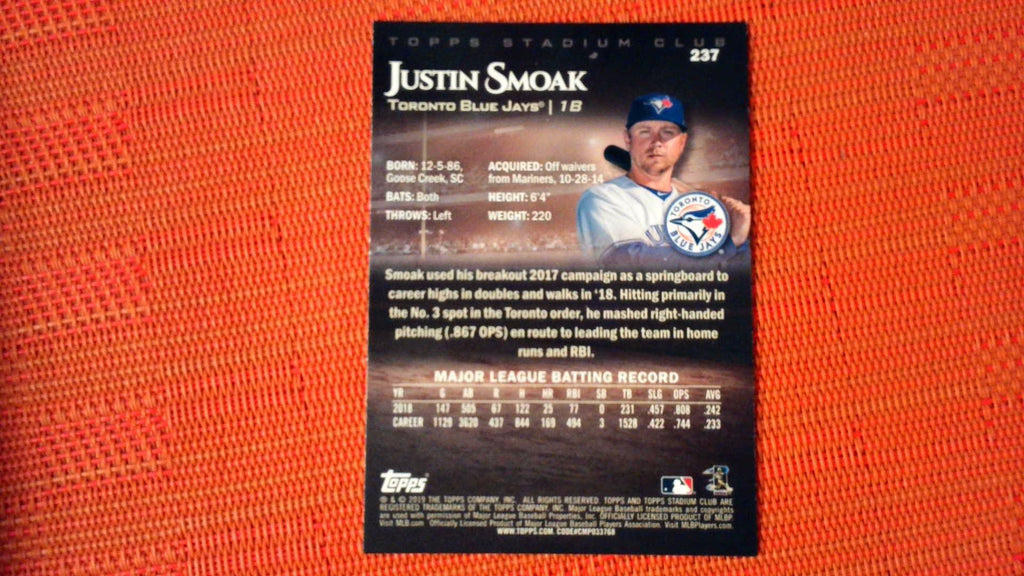 TOPPS STADIUM CLUB
237
JUSTIN SMOAK
TORONTO BLUE JAYS® | 1B
BORN: 12-5-86,
Goose Creek, SC
BATS: Both
THROWS: Left
ACQUIRED: Off waivers
from Mariners, 10-28-14
HEIGHT: 6'4"
WEIGHT: 220
TORONTO
BLUE JAYS
Smoak used his breakout 2017 campaign as a springboard to
career highs in doubles and walks in '18. Hitting primarily in
the No. 3 spot in the Toronto order, he mashed right-handed
pitching (.867 OPS) en route to leading the team in home
runs and RBI.
MAJOR LEAGUE BATTING RECORD
YR G AB R H HR RBI SB TB SLG OPS AVG
2018 147 505 67 122 25 77 0 231 .457 .808 .242
CAREER 1129 3620 437 844 169 494 3 1528 .422 .744 .233
Topps
® & © 2019 THE TOPPS COMPANY, INC. ALL RIGHTS RESERVED. TOPPS AND TOPPS STADIUM CLUB ARE
REGISTERED TRADEMARKS OF THE TOPPS COMPANY, INC. Major League Baseball trademarks and copyrights
are used with permission of Major League Baseball Properties, Inc. OFFICIALLY LICENSED PRODUCT OF MLBP
Visit MLB.com Officially Licensed Product of Major League Baseball Players Association. Visit MLBPlayers.com.
WWW.TOPPS.COM. CODE#CMP033768